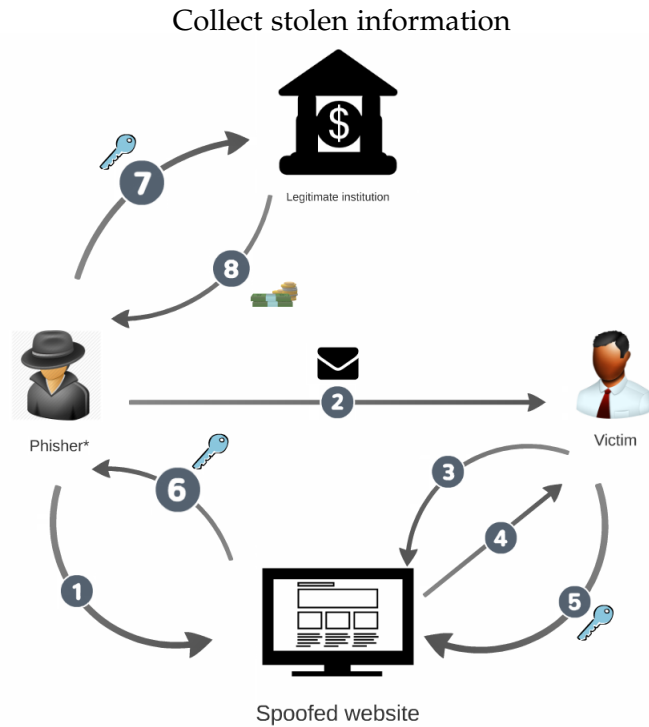 Collect stolen information
$
7
Legitimate institution
8
2
Phisher*
Victim
6
3
4
1
5
Spoofed website